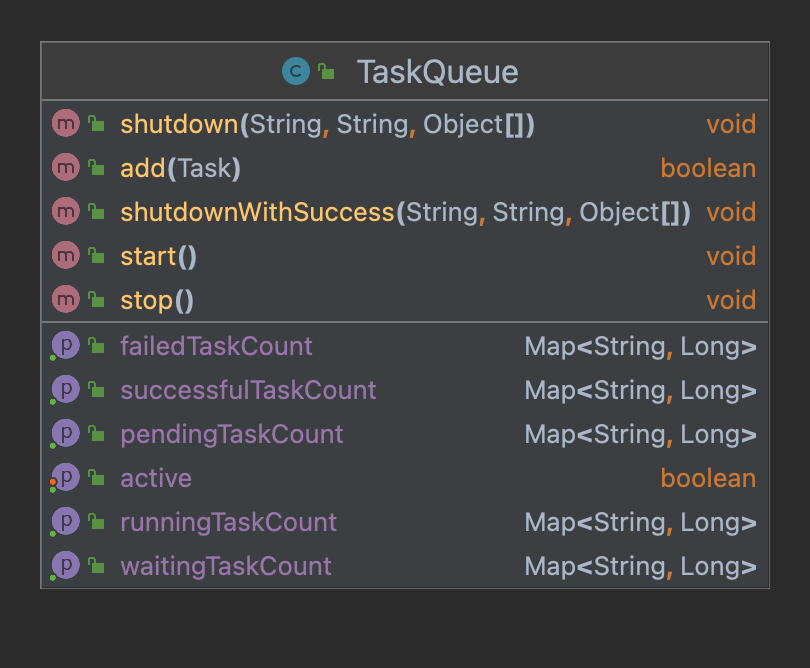 C TaskQueue
m shutdown(String, String, Object[]) void
m add(Task) boolean
m shutdownWithSuccess(String, String, Object[]) void
m start() void
m stop() void
p failedTaskCount Map<String, Long>
p successfulTaskCount Map<String, Long>
p pendingTaskCount Map<String, Long>
p active boolean
p runningTaskCount Map<String, Long>
p waitingTaskCount Map<String, Long>